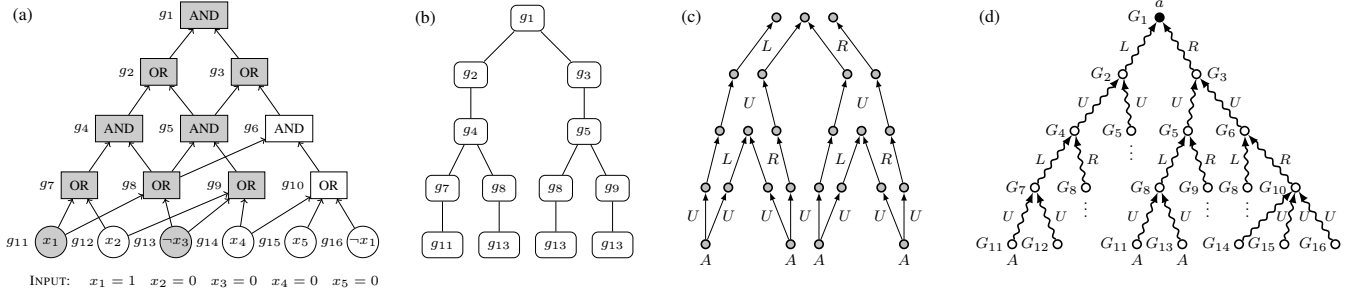 (a)
g1 AND
g2 OR g3 OR
g4 AND g5 AND g6 AND
g7 OR g8 OR g9 OR g10 OR
g11 x1 g12 x2 g13 ¬x3 g14 x4 g15 x5 g16 ¬x1
INPUT: x1 = 1 x2 = 0 x3 = 0 x4 = 0 x5 = 0
(b)
g1
g2 g3
g4 g5
g7 g8 g8 g9
g11 g13 g13 g13
(c)
L R
U U
L R L R
U U U U U U
A A A A
(d)
a
G1
L R
G2 G3
U U U U
G4 G5 G5 G6
⋮
L R L R L R
G7 G8 G8 G9 G8 G10
⋮ ⋮ ⋮
U U U U U
G11 G12 G11 G13 G14 G15 G16
A A A